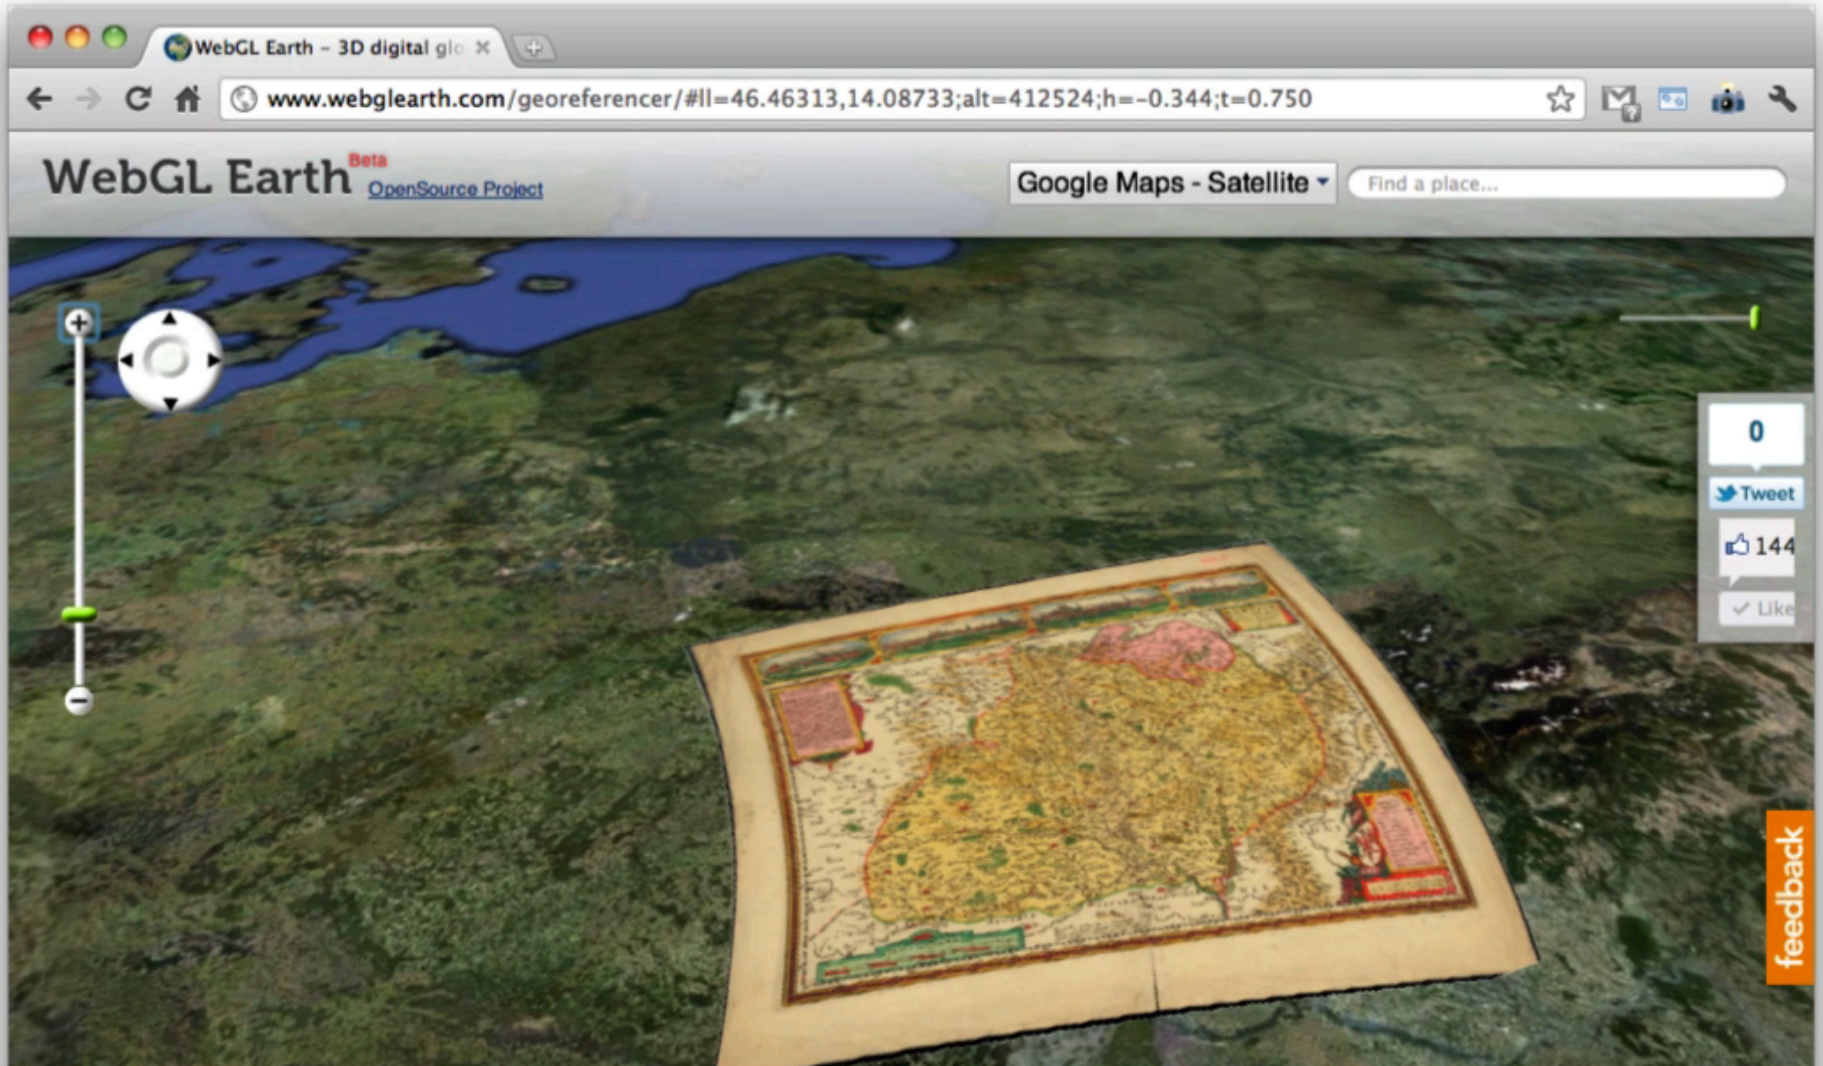 WebGL Earth - 3D digital glo
www.webglearth.com/georeferencer/#ll=46.46313,14.08733;alt=412524;h=-0.344;t=0.750
WebGL Earth Beta
OpenSource Project
Google Maps - Satellite
Find a place...
0
Tweet
144
Like
feedback